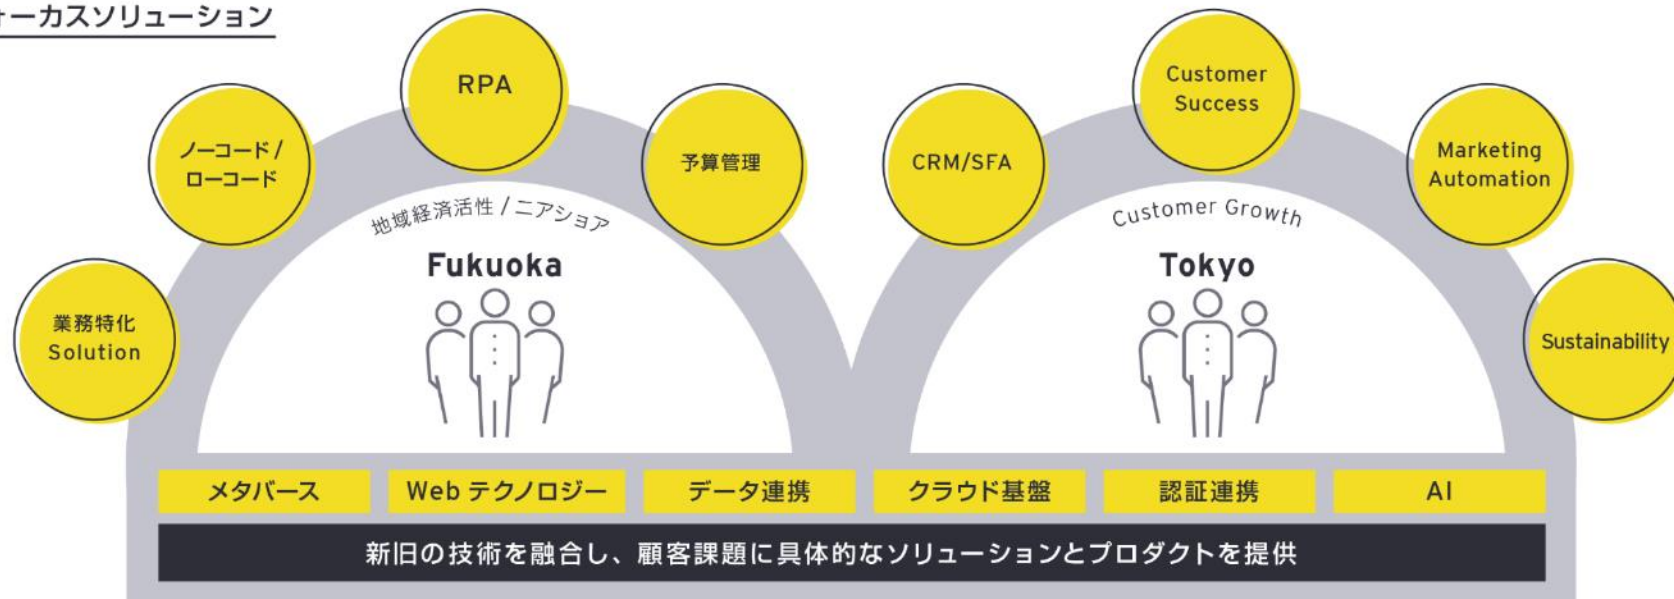 ォーカスソリューション
RPA
ノーコード /
ローコード
予算管理
業務特化
Solution
地域経済活性 / ニアショア
Fukuoka
Customer
Success
CRM/SFA
Marketing
Automation
Sustainability
Customer Growth
Tokyo
メタバース
Web テクノロジー
データ連携
クラウド基盤
認証連携
AI
新旧の技術を融合し、顧客課題に具体的なソリューションとプロダクトを提供